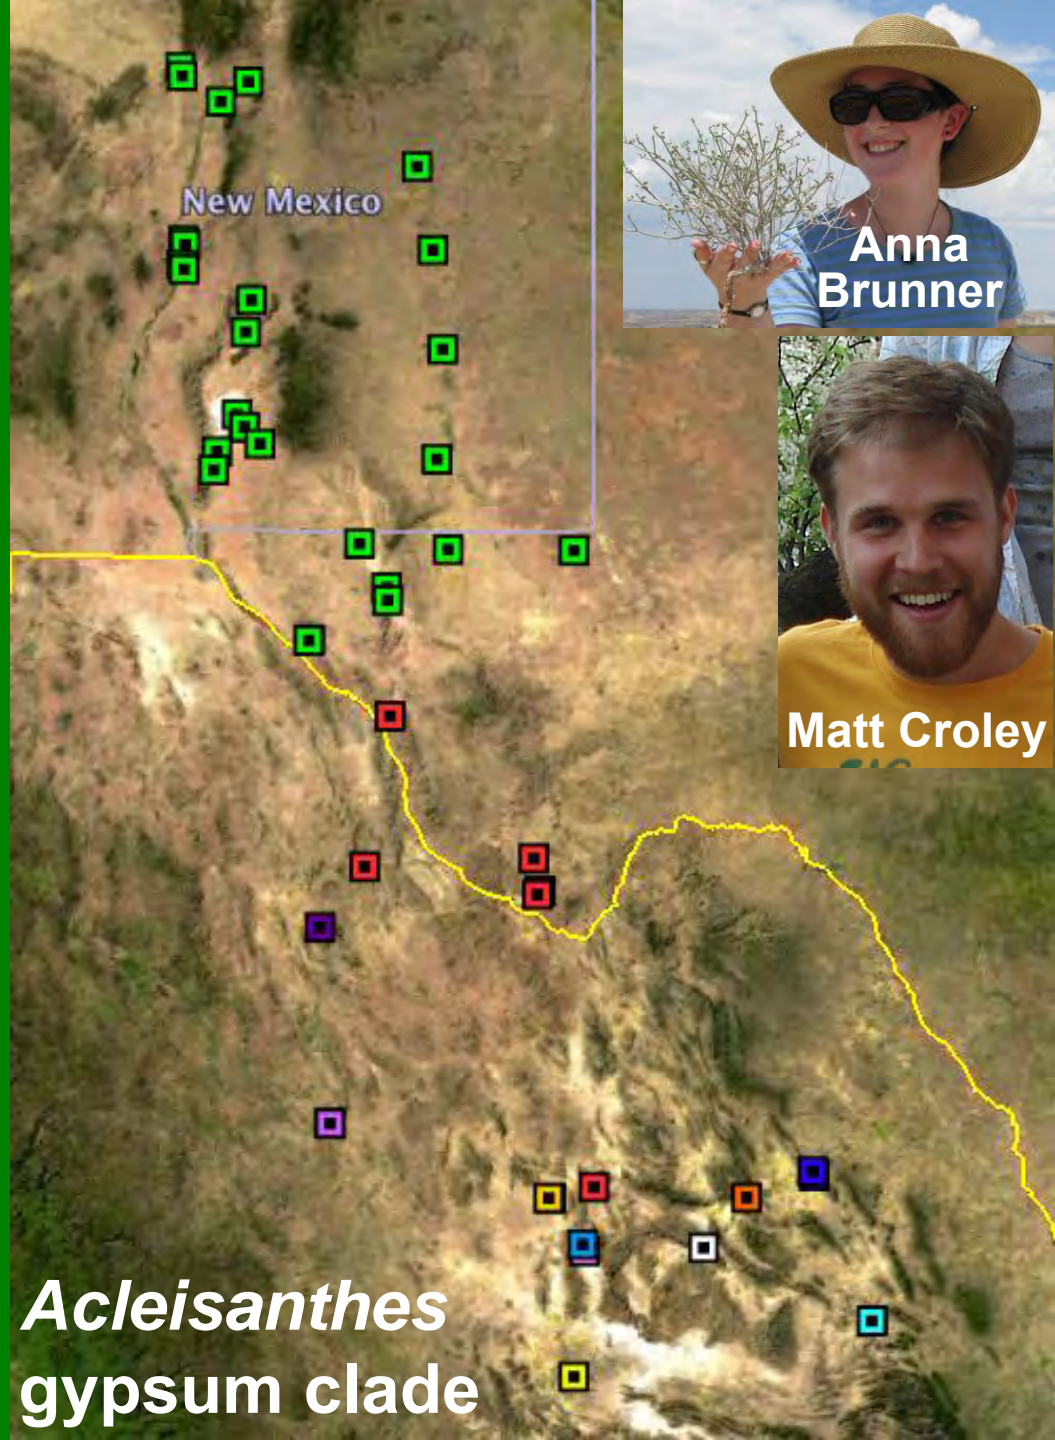 New Mexico
Anna
Brunner
Matt Croley
Acleisanthes
gypsum clade